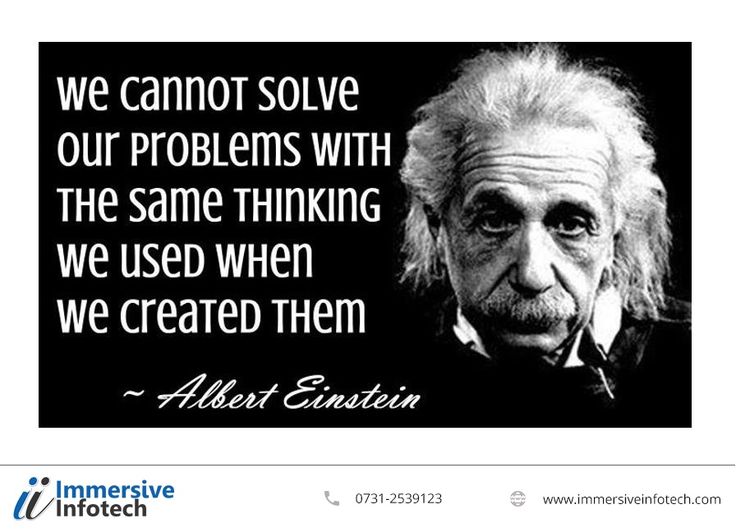 we cannot solve
our problems with
the same thinking
we used when
we created them
~ Albert Einstein
ii Immersive
Infotech
0731-2539123
www.immersiveinfotech.com